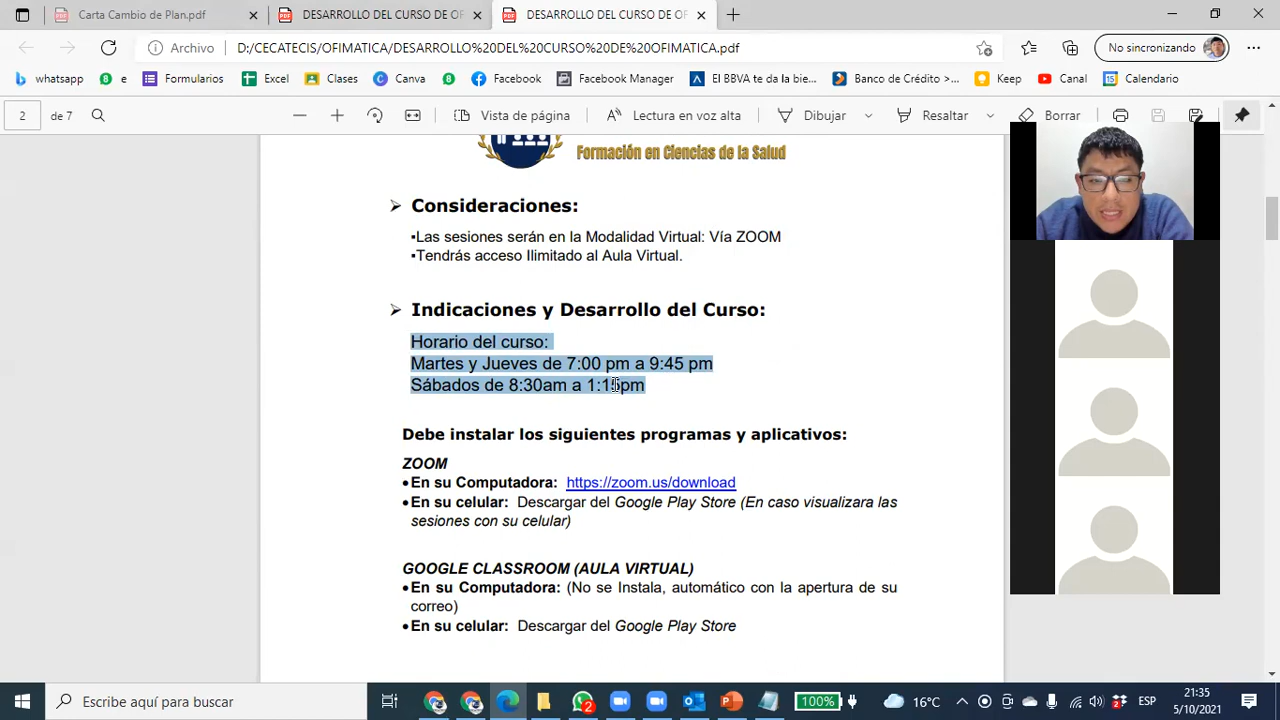 Carta Cambio de Plan.pdf
DESARROLLO DEL CURSO DE OF
DESARROLLO DEL CURSO DE OF
No sincronizando
Archivo
D:/CECATECIS/OFIMATICA/DESARROLLO%20DEL%20CURSO%20DE%20OFIMATICA.pdf
whatsapp
e
Formularios
Excel
Clases
Canva
Facebook
Facebook Manager
El BBVA te da la bie...
Banco de Crédito >...
Keep
Canal
Calendario
2
de 7
Vista de página
Lectura en voz alta
Dibujar
Resaltar
Borrar
Formación en Ciencias de la Salud
➢ Consideraciones:
▪Las sesiones serán en la Modalidad Virtual: Vía ZOOM
▪Tendrás acceso Ilimitado al Aula Virtual.
➢ Indicaciones y Desarrollo del Curso:
Horario del curso:
Martes y Jueves de 7:00 pm a 9:45 pm
Sábados de 8:30am a
Debe instalar los siguientes programas y aplicativos:
ZOOM
•En su Computadora: https://zoom.us/download
•En su celular: Descargar del Google Play Store (En caso visualizara las
sesiones con su celular)
GOOGLE CLASSROOM (AULA VIRTUAL)
•En su Computadora: (No se Instala, automático con la apertura de su
correo)
•En su celular: Descargar del Google Play Store
Escribe aquí para buscar
2
100%
16°C
ESP
21:35
5/10/2021